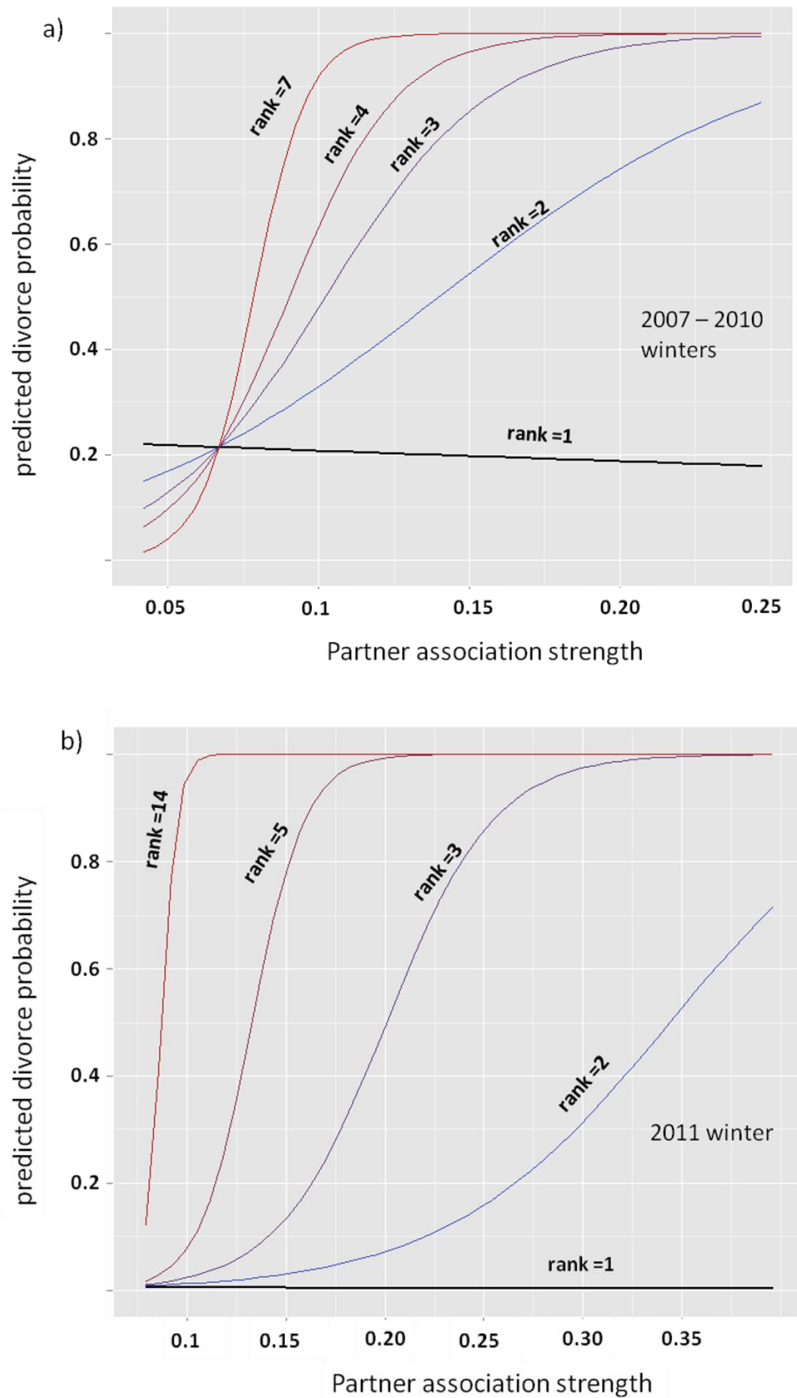 a)
rank =7
rank =4
rank =3
rank =2
rank =1
2007 – 2010
winters
predicted divorce probability
0.8
0.6
0.4
0.2
0.05
0.1
0.15
0.20
0.25
Partner association strength
b)
rank =14
rank =5
rank =3
rank =2
rank =1
2011 winter
predicted divorce probability
0.8
0.6
0.4
0.2
0.1
0.15
0.20
0.25
0.30
0.35
Partner association strength